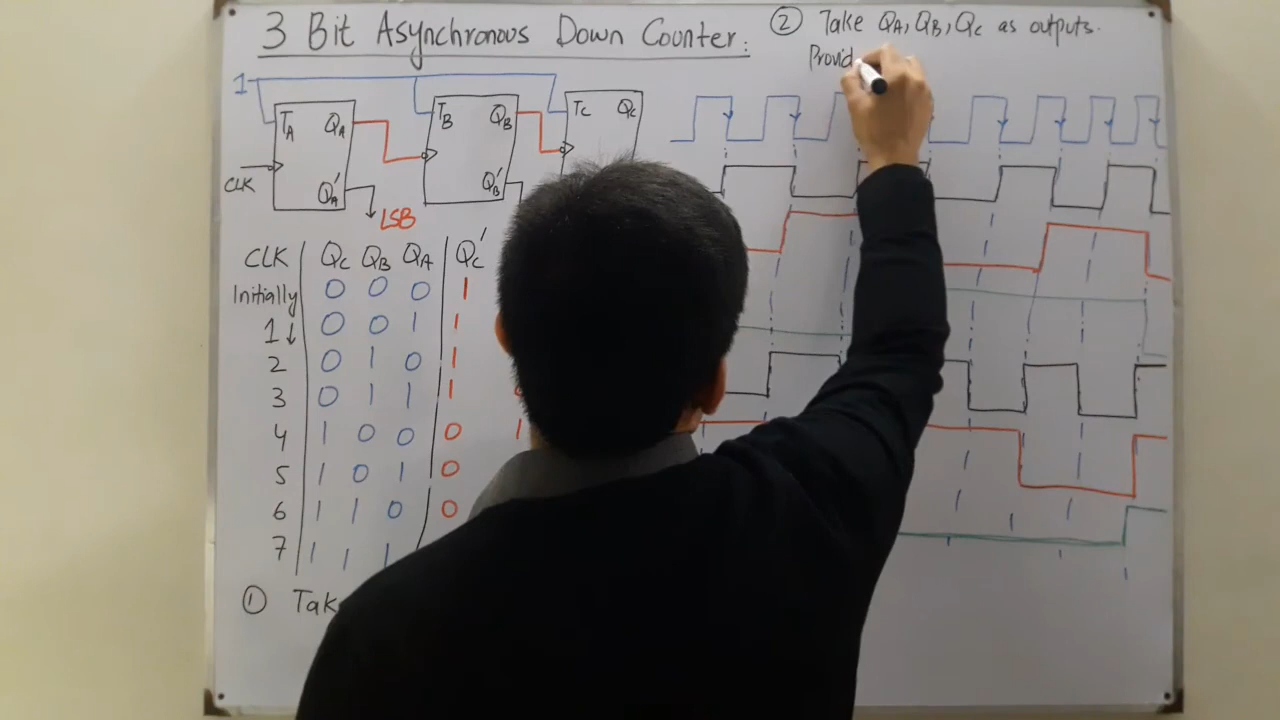 3 Bit Asynchronous Down Counter:
② Take QA, QB, QC as outputs.
Provid
1
TA QA
TB QB
TC QC
CLK
QA'
QB'
LSB
CLK QC QB QA QC'
Initially 0 0 0 1
1↓ 0 0 1 1
2 0 1 0 1
3 0 1 1 1
4 1 0 0 0 1
5 1 0 1 0
6 1 1 0 0
7 1 1 1
① Tak